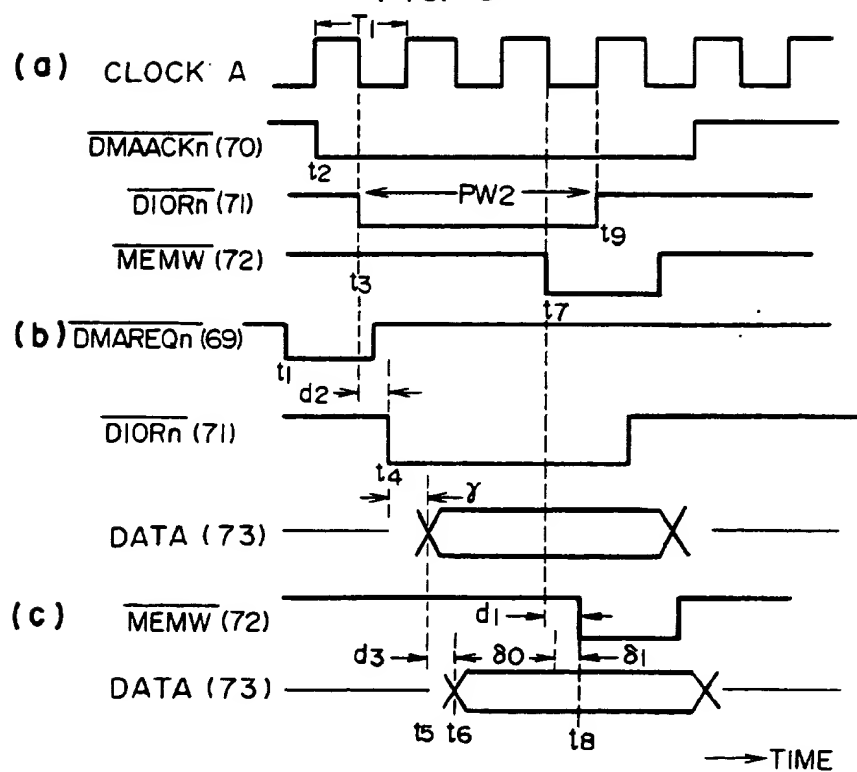 T1
(a) CLOCK A
DMAACKn (70)
t2
DIORn (71)
PW2
t9
MEMW (72)
t3
t7
(b) DMAREQn (69)
t1
d2
DIORn (71)
t4
γ
DATA (73)
(c) MEMW (72)
d1
d3 δ0 δ1
DATA (73)
t5 t6 t8
TIME